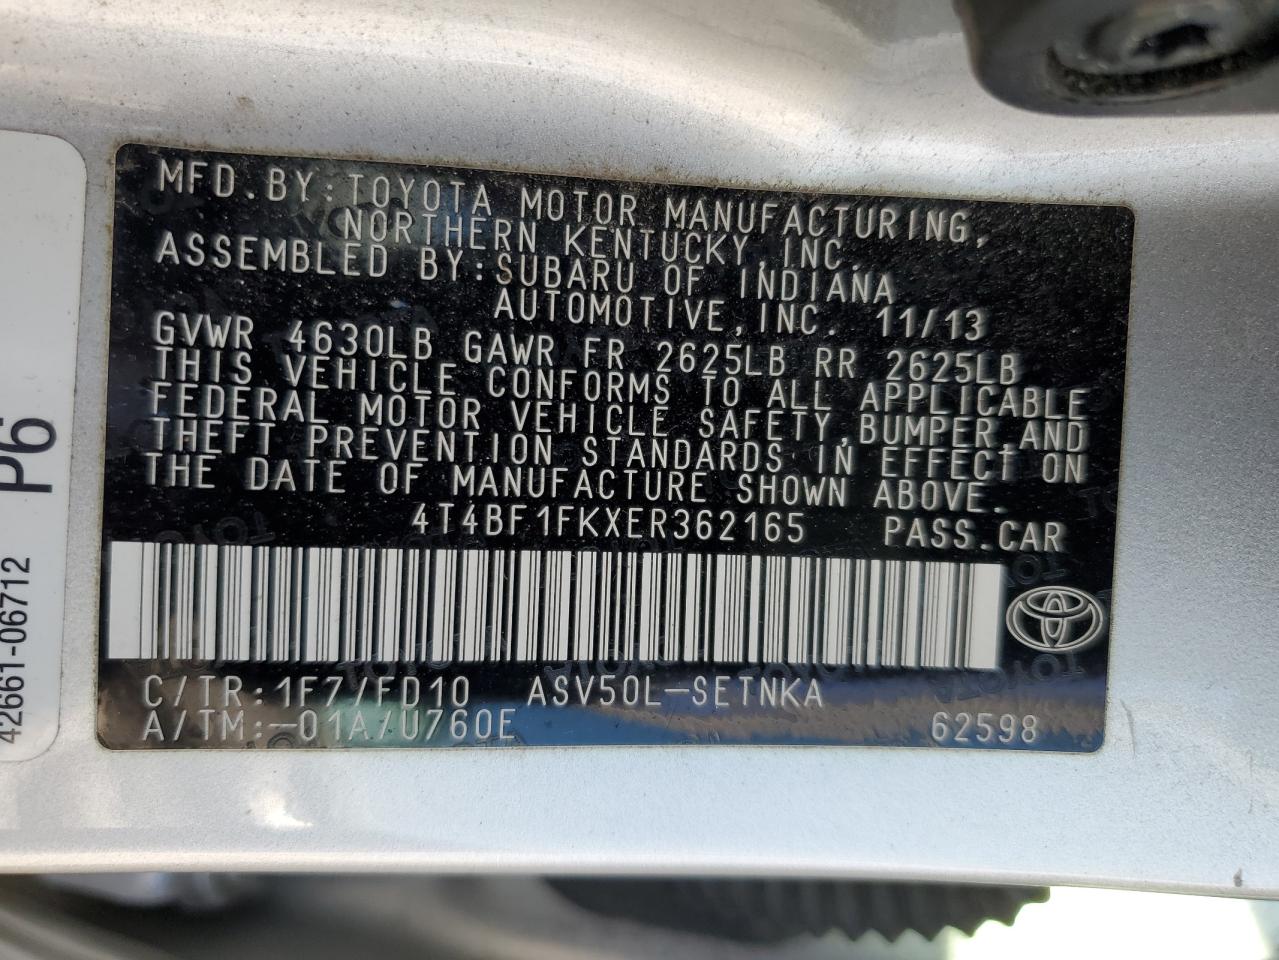 MFD.BY:TOYOTA MOTOR MANUFACTURING,
NORTHERN KENTUCKY,INC.
ASSEMBLED BY:SUBARU OF INDIANA
AUTOMOTIVE,INC. 11/13
GVWR 4630LB GAWR FR 2625LB RR 2625LB
THIS VEHICLE CONFORMS TO ALL APPLICABLE
FEDERAL MOTOR VEHICLE SAFETY,BUMPER,AND
THEFT PREVENTION STANDARDS IN EFFECT ON
THE DATE OF MANUFACTURE SHOWN ABOVE.
4T4BF1FKXER362165 PASS.CAR
C/TR:1F7/FD10 ASV50L-SETNKA
A/TM:-01A/U760E 62598
P6
42661-06712